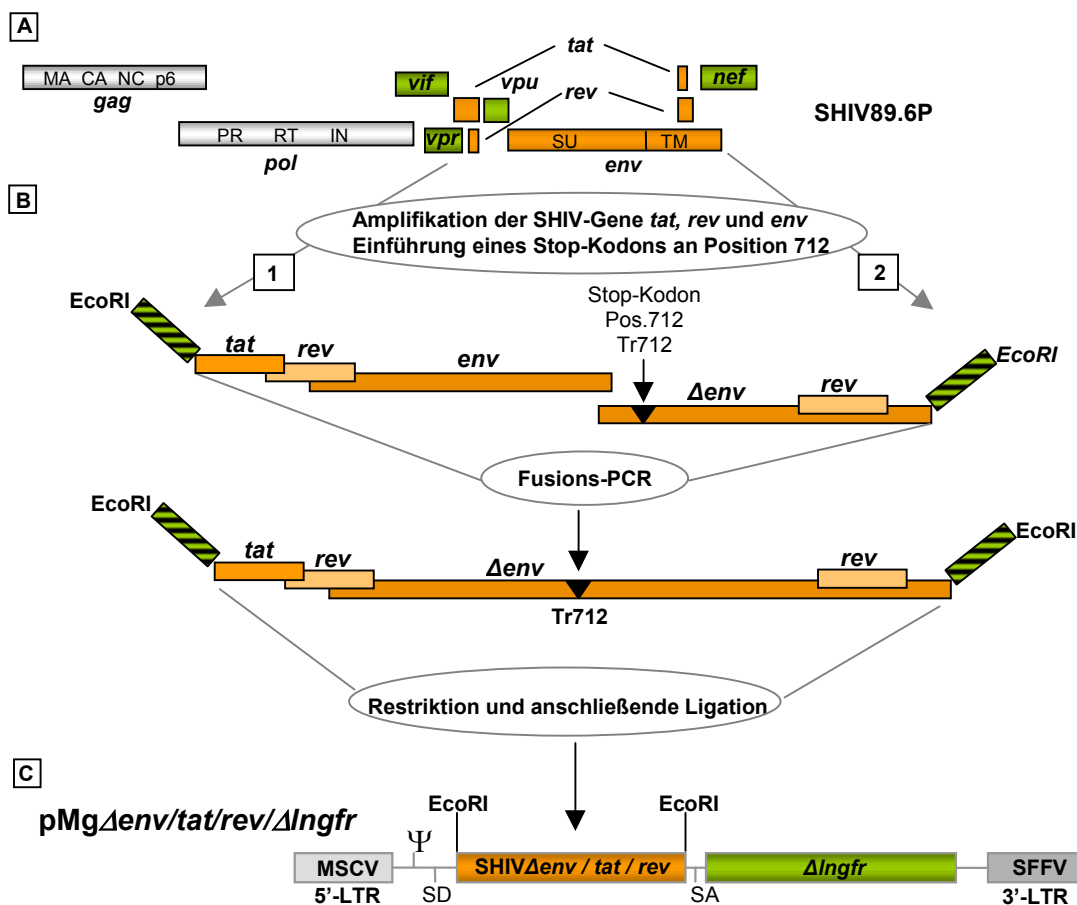 A
tat
MA CA NC p6
vif
vpu
nef
gag
rev
SHIV89.6P
PR RT IN
vpr
SU TM
pol
env
B
Amplifikation der SHIV-Gene tat, rev und env
Einführung eines Stop-Kodons an Position 712
1
2
EcoRI
Stop-Kodon
Pos.712
Tr712
EcoRI
tat
rev
env
Δenv
rev
Fusions-PCR
EcoRI
EcoRI
tat
rev
Δenv
rev
Tr712
Restriktion und anschließende Ligation
C
EcoRI
EcoRI
pMgΔenv/tat/rev/Δlngfr
Ψ
MSCV
SHIVΔenv / tat / rev
Δlngfr
SFFV
5’-LTR
SD
SA
3’-LTR